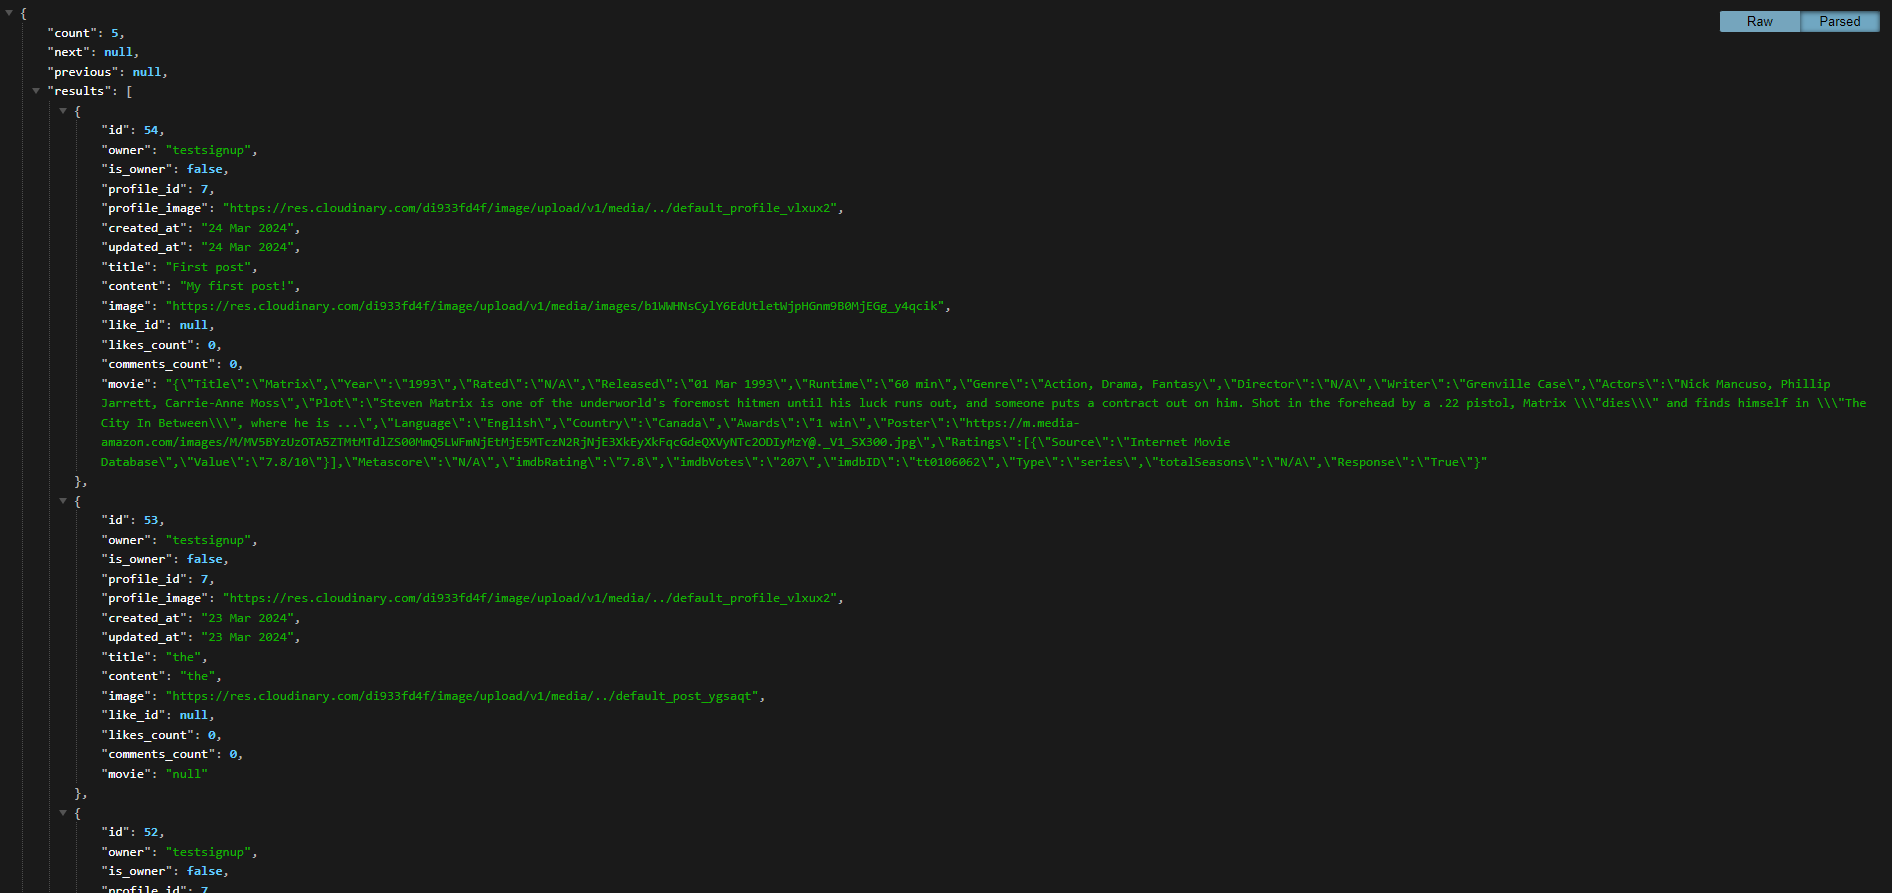 {
Raw Parsed
"count": 5,
"next": null,
"previous": null,
"results": [
{
"id": 54,
"owner": "testsignup",
"is_owner": false,
"profile_id": 7,
"profile_image": "https://res.cloudinary.com/di933fd4f/image/upload/v1/media/../default_profile_vlxux2",
"created_at": "24 Mar 2024",
"updated_at": "24 Mar 2024",
"title": "First post",
"content": "My first post!",
"image": "https://res.cloudinary.com/di933fd4f/image/upload/v1/media/images/b1WWHNsCylY6EdUtletWjpHGnm9B0MjEGg_y4qcik",
"like_id": null,
"likes_count": 0,
"comments_count": 0,
"movie": "{\"Title\":\"Matrix\",\"Year\":\"1993\",\"Rated\":\"N/A\",\"Released\":\"01 Mar 1993\",\"Runtime\":\"60 min\",\"Genre\":\"Action, Drama, Fantasy\",\"Director\":\"N/A\",\"Writer\":\"Grenville Case\",\"Actors\":\"Nick Mancuso, Phillip
Jarrett, Carrie-Anne Moss\",\"Plot\":\"Steven Matrix is one of the underworld's foremost hitmen until his luck runs out, and someone puts a contract out on him. Shot in the forehead by a .22 pistol, Matrix \\\"dies\\\" and finds himself in \\\"The
City In Between\\\", where he is ...\",\"Language\":\"English\",\"Country\":\"Canada\",\"Awards\":\"1 win\",\"Poster\":\"https://m.media-
amazon.com/images/M/MV5BYzUzOTA5ZTMtMTdlZS00MmQ5LWFmNjEtMjE5MTczN2RjNjE3XkEyXkFqcGdeQXVyNTc2ODIyMzY@._V1_SX300.jpg\",\"Ratings\":[{\"Source\":\"Internet Movie
Database\",\"Value\":\"7.8/10\"}],\"Metascore\":\"N/A\",\"imdbRating\":\"7.8\",\"imdbVotes\":\"207\",\"imdbID\":\"tt0106062\",\"Type\":\"series\",\"totalSeasons\":\"N/A\",\"Response\":\"True\"}"
},
{
"id": 53,
"owner": "testsignup",
"is_owner": false,
"profile_id": 7,
"profile_image": "https://res.cloudinary.com/di933fd4f/image/upload/v1/media/../default_profile_vlxux2",
"created_at": "23 Mar 2024",
"updated_at": "23 Mar 2024",
"title": "the",
"content": "the",
"image": "https://res.cloudinary.com/di933fd4f/image/upload/v1/media/../default_post_ygsaqt",
"like_id": null,
"likes_count": 0,
"comments_count": 0,
"movie": "null"
},
{
"id": 52,
"owner": "testsignup",
"is_owner": false,
"profile_id": 7